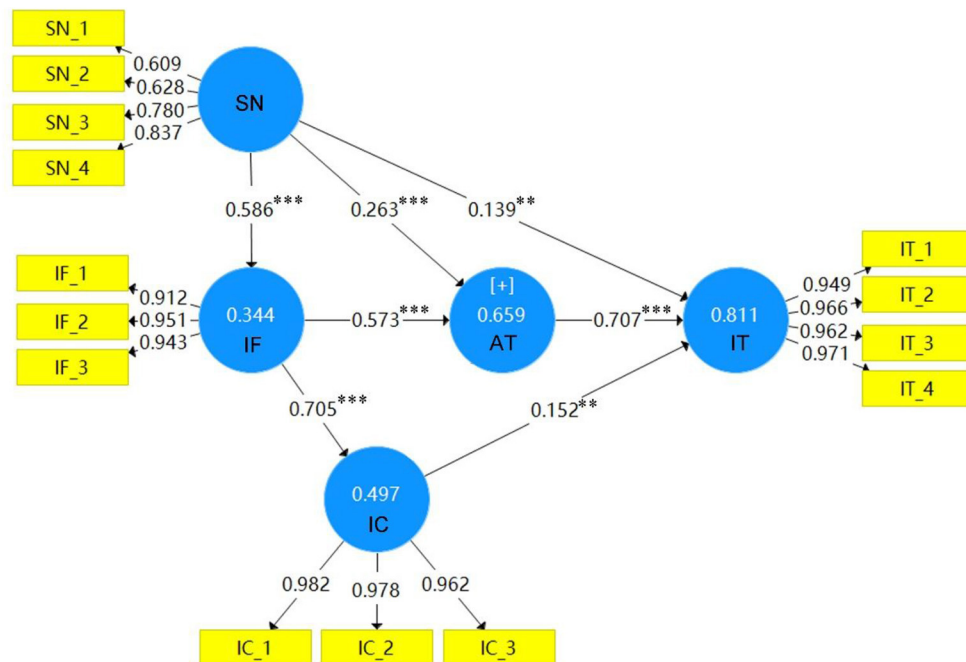 SN_1
SN_2
SN_3
SN_4
0.609
0.628
0.780
0.837
SN
0.586***
0.263***
0.139**
IF_1
IF_2
IF_3
0.912
0.951
0.943
0.344
IF
0.573***
[+]
0.659
AT
0.707***
0.811
IT
0.949
0.966
0.962
0.971
IT_1
IT_2
IT_3
IT_4
0.705***
0.152**
0.497
IC
0.982
0.978
0.962
IC_1
IC_2
IC_3